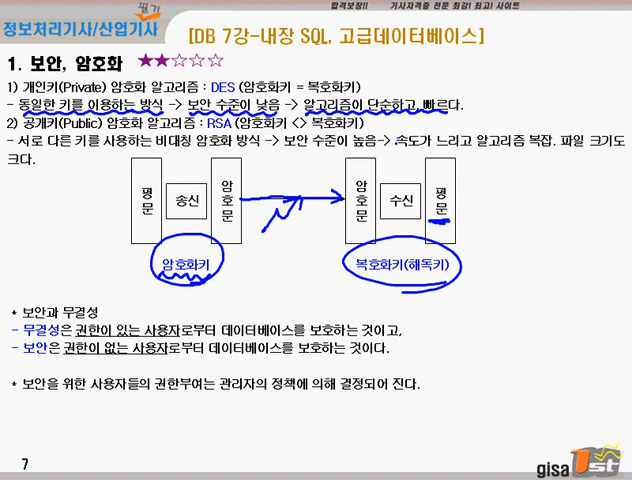 합격보장!! 기사자격증 전문 최강! 최고! 사이트
필기
정보처리기사/산업기사
[DB 7강-내장 SQL, 고급데이터베이스]
1. 보안, 암호화 ★★☆☆☆
1) 개인키(Private) 암호화 알고리즘 : DES (암호화키 = 복호화키)
- 동일한 키를 이용하는 방식 -> 보안 수준이 낮음 -> 알고리즘이 단순하고, 빠르다.
2) 공개키(Public) 암호화 알고리즘 : RSA (암호화키 <> 복호화키)
- 서로 다른 키를 사용하는 비대칭 암호화 방식 -> 보안 수준이 높음-> 속도가 느리고 알고리즘 복잡. 파일 크기도
크다.
평문 송신 암호문 암호문 수신 평문
암호화키 복호화키(해독키)
* 보안과 무결성
- 무결성은 권한이 있는 사용자로부터 데이터베이스를 보호하는 것이고,
- 보안은 권한이 없는 사용자로부터 데이터베이스를 보호하는 것이다.
* 보안을 위한 사용자들의 권한부여는 관리자의 정책에 의해 결정되어 진다.
7
gisa 1st